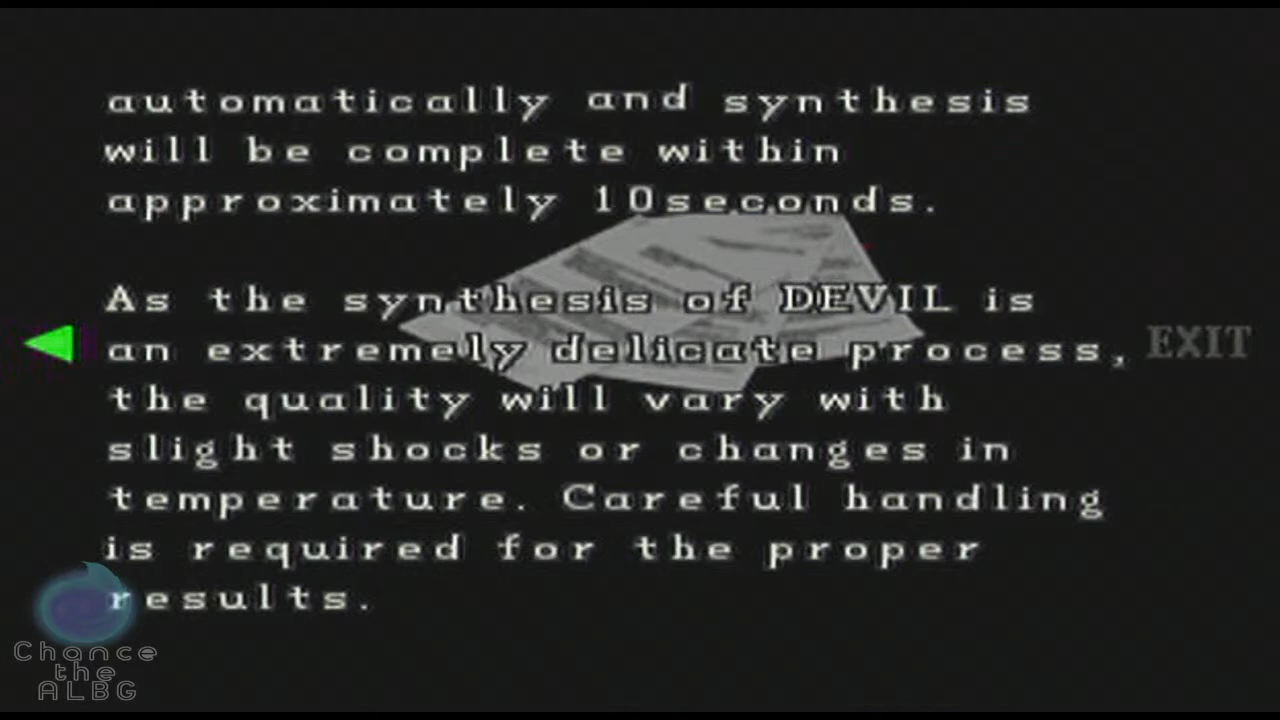 automatically and synthesis
will be complete within
approximately 10seconds.
As the synthesis of DEVIL is
an extremely delicate process,
EXIT
the quality will vary with
slight shocks or changes in
temperature. Careful handling
is required for the proper
results.
Chance
the
ALBG